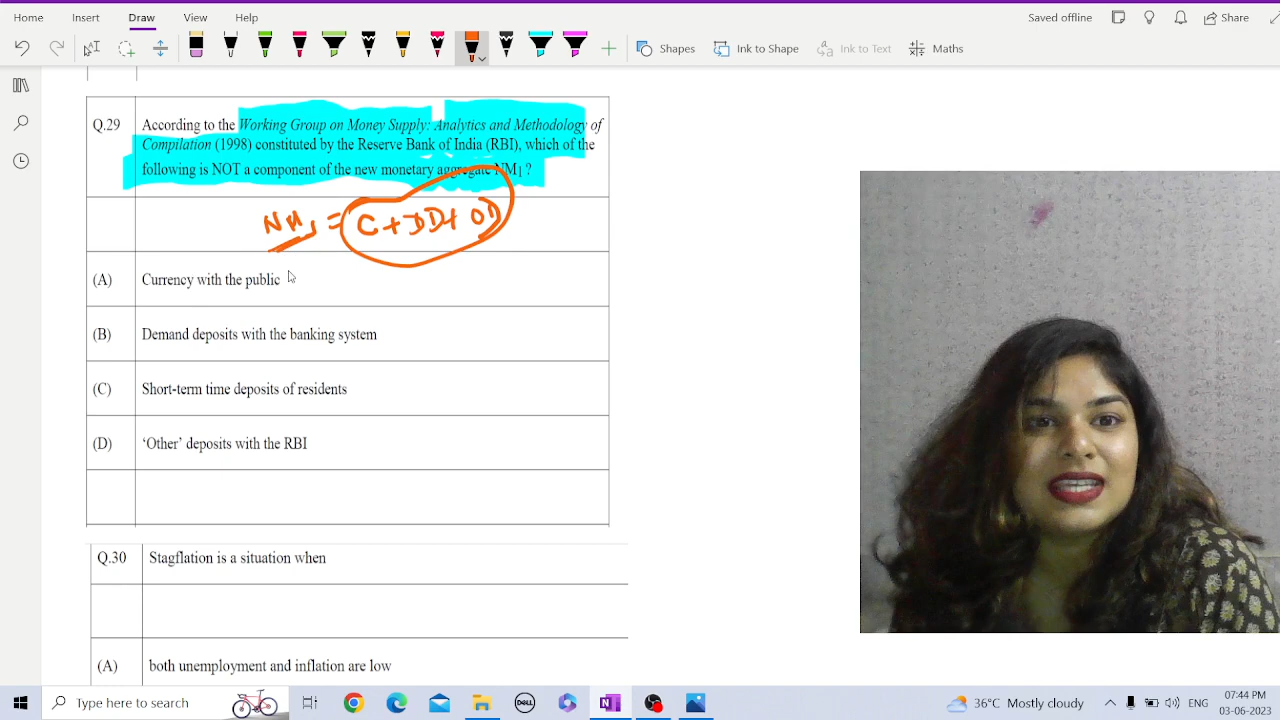 Home Insert Draw View Help Saved offline Share
Shapes Ink to Shape Ink to Text Maths
Q.29 According to the Working Group on Money Supply: Analytics and Methodology of
Compilation (1998) constituted by the Reserve Bank of India (RBI), which of the
following is NOT a component of the new monetary aggregate NM1 ?
NM1 = C + DD + OD
(A) Currency with the public
(B) Demand deposits with the banking system
(C) Short-term time deposits of residents
(D) ‘Other’ deposits with the RBI
Q.30 Stagflation is a situation when
(A) both unemployment and inflation are low
Type here to search DELL N 36°C Mostly cloudy 07:44 PM
03-06-2023